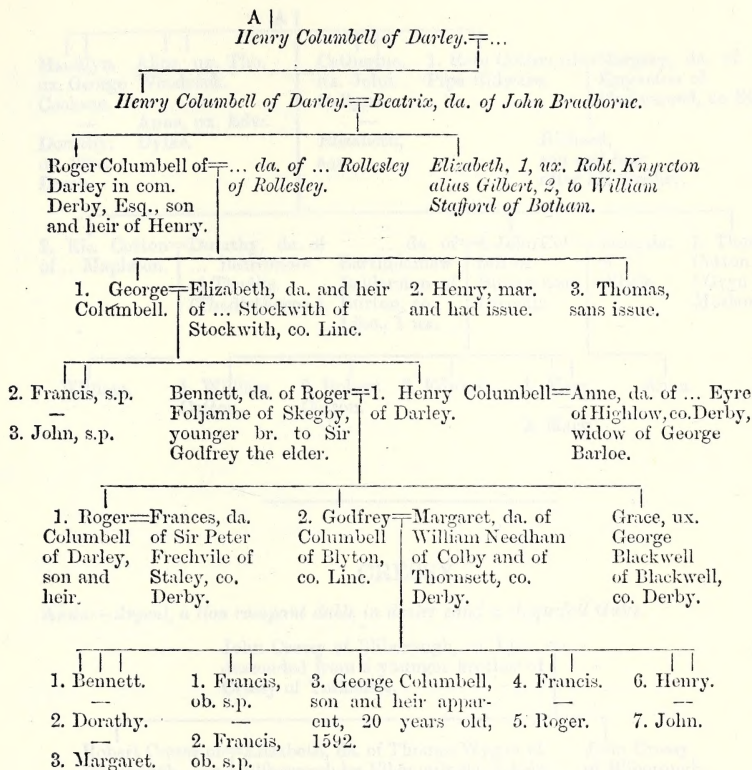 A
Henry Columbell of Darley.=...
Henry Columbell of Darley.=Beatrix, da. of John Bradborne.
Roger Columbell of
Darley in com.
Derby, Esq., son
and heir of Henry.
=... da. of ... Rollesley
of Rollesley.
Elizabeth, 1, ux. Robt. Knyrcton
alias Gilbert, 2, to William
Stafford of Botham.
1. George
Columbell.
=Elizabeth, da. and heir
of ... Stockwith of
Stockwith, co. Linc.
2. Henry, mar.
and had issue.
3. Thomas,
sans issue.
2. Francis, s.p.
—
3. John, s.p.
Bennett, da. of Roger
Foljambe of Skegby,
younger br. to Sir
Godfrey the elder.
=1. Henry Columbell
of Darley.
=Anne, da. of ... Eyre
of Highlow, co. Derby,
widow of George
Barloe.
1. Roger
Columbell
of Darley,
son and
heir.
=Frances, da.
of Sir Peter
Frechvile of
Staley, co.
Derby.
2. Godfrey
Columbell
of Blyton,
co. Linc.
=Margaret, da. of
William Needham
of Colby and of
Thornsett, co.
Derby.
Grace, ux.
George
Blackwell
of Blackwell,
co. Derby.
1. Bennett.
—
2. Dorathy.
—
3. Margaret.
1. Francis,
ob. s.p.
—
2. Francis,
ob. s.p.
3. George Columbell,
son and heir appar-
ent, 20 years old,
1592.
4. Francis.
—
5. Roger.
6. Henry.
—
7. John.